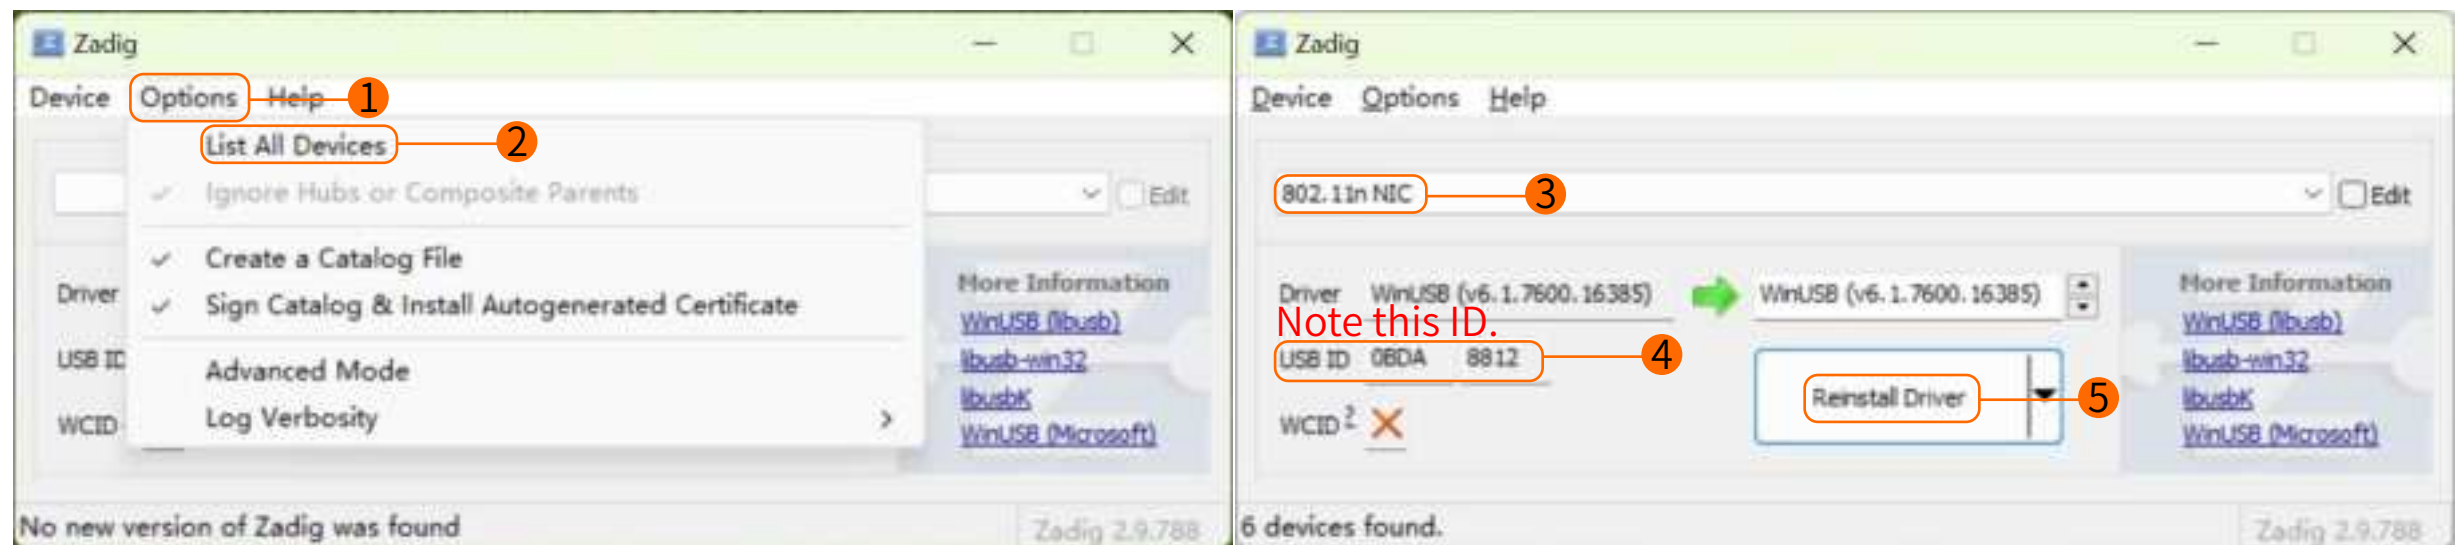 Zadig
Device Options Help 1
List All Devices 2
Ignore Hubs or Composite Parents
Edit
Create a Catalog File
Driver
Sign Catalog & Install Autogenerated Certificate
USB ID
Advanced Mode
WCID
Log Verbosity
More Information
WinUSB (libusb)
libusb-win32
libusbK
WinUSB (Microsoft)
No new version of Zadig was found
Zadig 2.9.788
Zadig
Device Options Help
802.11n NIC 3
Edit
Driver WinUSB (v6.1.7600.16385) WinUSB (v6.1.7600.16385)
Note this ID.
USB ID 0BDA 8812 4
Reinstall Driver 5
WCID ?
More Information
WinUSB (libusb)
libusb-win32
libusbK
WinUSB (Microsoft)
6 devices found.
Zadig 2.9.788